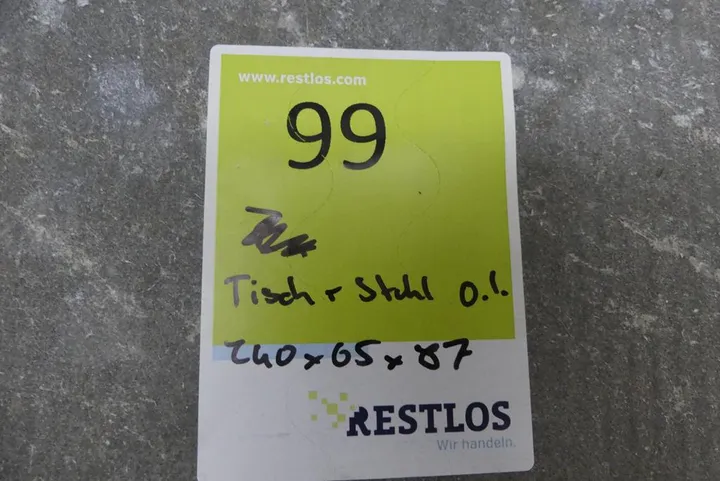 www.restlos.com
99
Tisch + Stuhl o.l.
240 x 65 x 87
RESTLOS
Wir handeln.